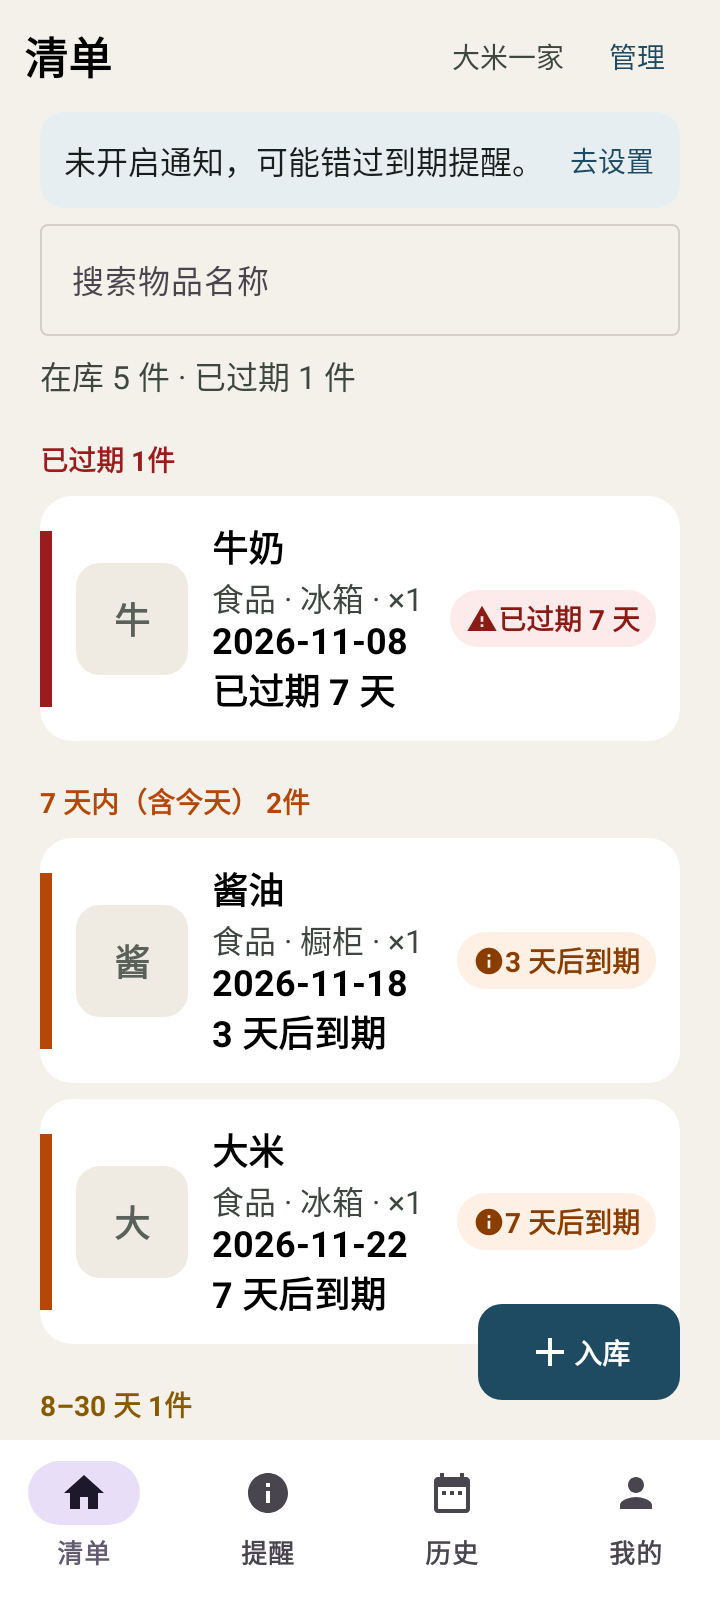 清单
大米一家 管理
未开启通知，可能错过到期提醒。 去设置
搜索物品名称
在库 5 件 · 已过期 1 件
已过期 1件
牛
牛奶
食品 · 冰箱 · ×1
2026-11-08
已过期 7 天
已过期 7 天
7 天内（含今天） 2件
酱
酱油
食品 · 橱柜 · ×1
2026-11-18
3 天后到期
3 天后到期
大
大米
食品 · 冰箱 · ×1
2026-11-22
7 天后到期
7 天后到期
入库
8–30 天 1件
清单 提醒 历史 我的